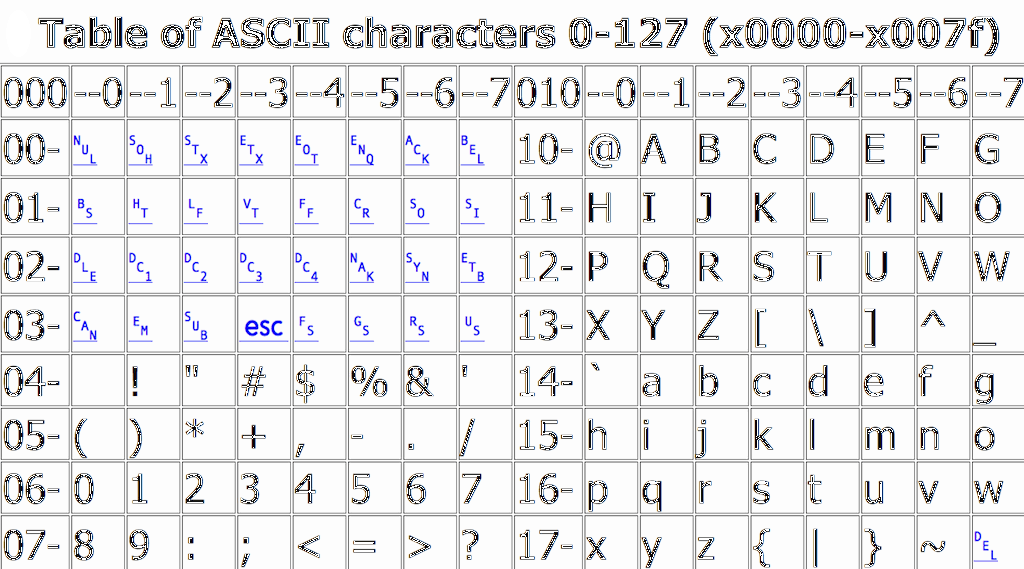 Table of ASCII characters 0-127 (x0000-x007f)
000 --0 --1 --2 --3 --4 --5 --6 --7 010 --0 --1 --2 --3 --4 --5 --6 --7
00- NUL SOH STX ETX EOT ENQ ACK BEL 10- @ A B C D E F G
01- BS HT LF VT FF CR SO SI 11- H I J K L M N O
02- DLE DC1 DC2 DC3 DC4 NAK SYN ETB 12- P Q R S T U V W
03- CAN EM SUB esc FS GS RS US 13- X Y Z [ \ ] ^ _
04- ! " # $ % & ' 14- ` a b c d e f g
05- ( ) * + , - . / 15- h i j k l m n o
06- 0 1 2 3 4 5 6 7 16- p q r s t u v w
07- 8 9 : ; < = > ? 17- x y z { | } ~ DEL